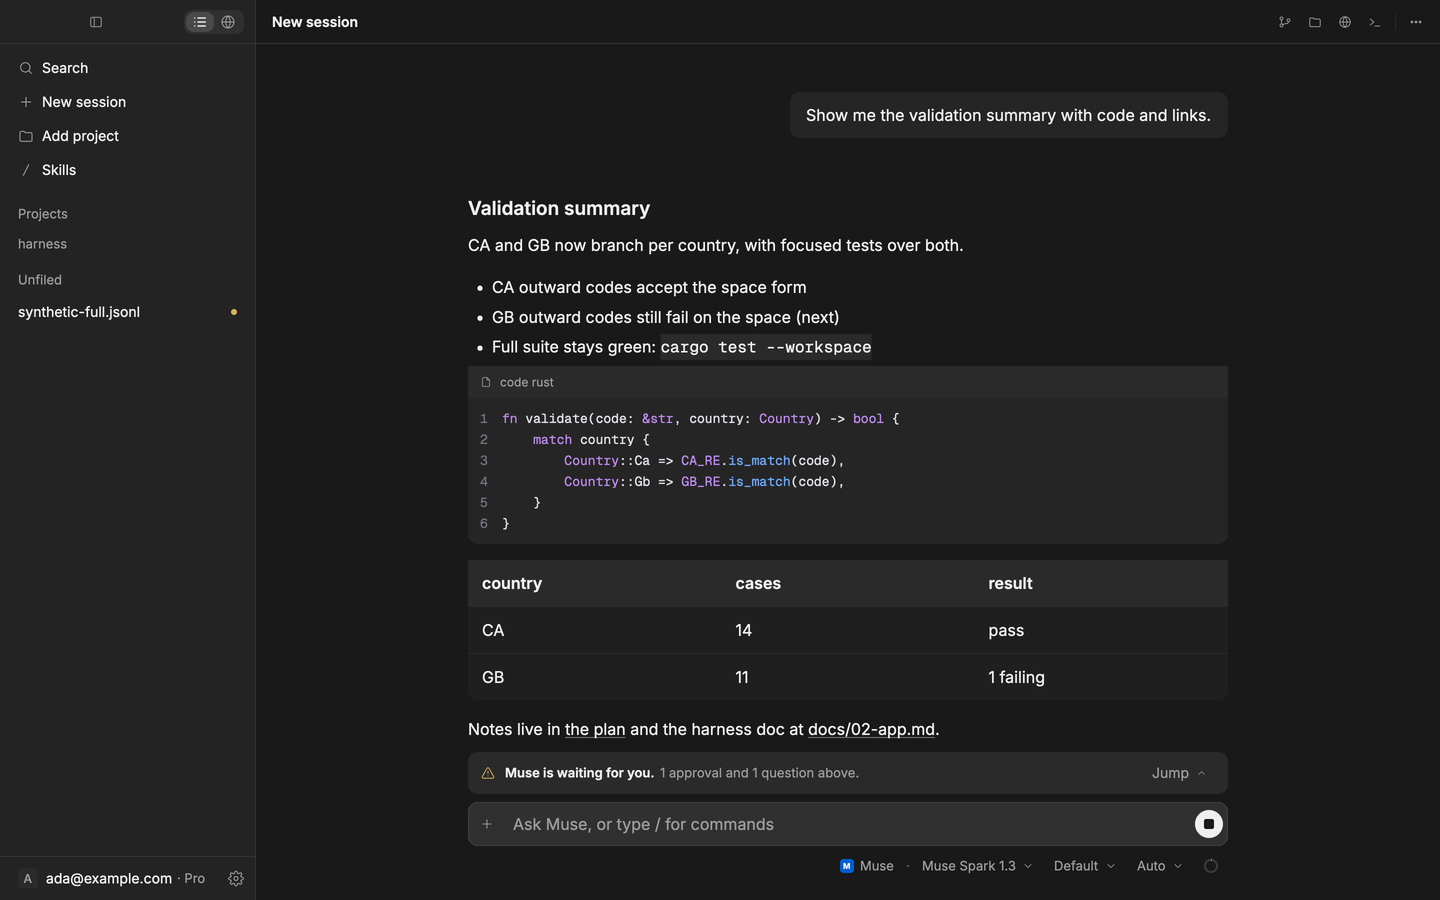 New session
Search
New session
Add project
Skills
Projects
harness
Unfiled
synthetic-full.jsonl
A ada@example.com · Pro
Show me the validation summary with code and links.
Validation summary
CA and GB now branch per country, with focused tests over both.
• CA outward codes accept the space form
• GB outward codes still fail on the space (next)
• Full suite stays green: cargo test --workspace
code rust
1 fn validate(code: &str, country: Country) -> bool {
2     match country {
3         Country::Ca => CA_RE.is_match(code),
4         Country::Gb => GB_RE.is_match(code),
5     }
6 }
country cases result
CA 14 pass
GB 11 1 failing
Notes live in the plan and the harness doc at docs/02-app.md.
Muse is waiting for you. 1 approval and 1 question above. Jump
Ask Muse, or type / for commands
M Muse · Muse Spark 1.3 Default Auto